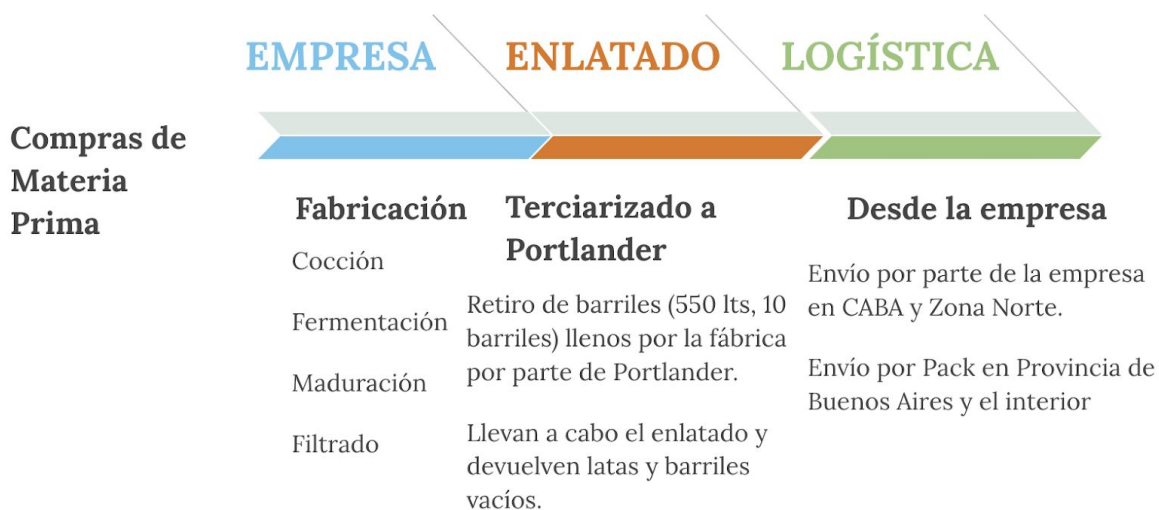 EMPRESA
ENLATADO
LOGÍSTICA
Compras de
Materia
Prima
Fabricación
Cocción
Fermentación
Maduración
Filtrado
Terciarizado a
Portlander
Retiro de barriles (550 lts, 10
barriles) llenos por la fábrica
por parte de Portlander.
Llevan a cabo el enlatado y
devuelven latas y barriles
vacíos.
Desde la empresa
Envío por parte de la empresa
en CABA y Zona Norte.
Envío por Pack en Provincia de
Buenos Aires y el interior